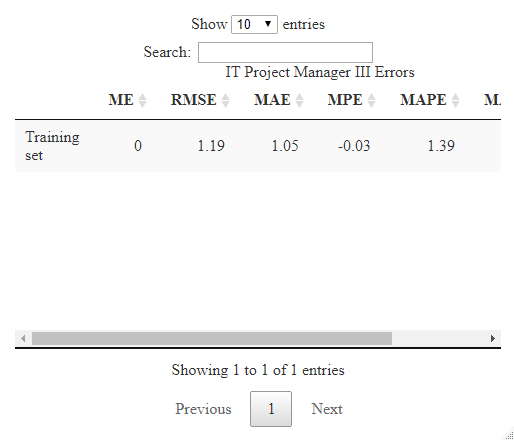 Show 10 entries
Search:
IT Project Manager III Errors
ME RMSE MAE MPE MAPE
Training
set 0 1.19 1.05 -0.03 1.39
Showing 1 to 1 of 1 entries
Previous 1 Next